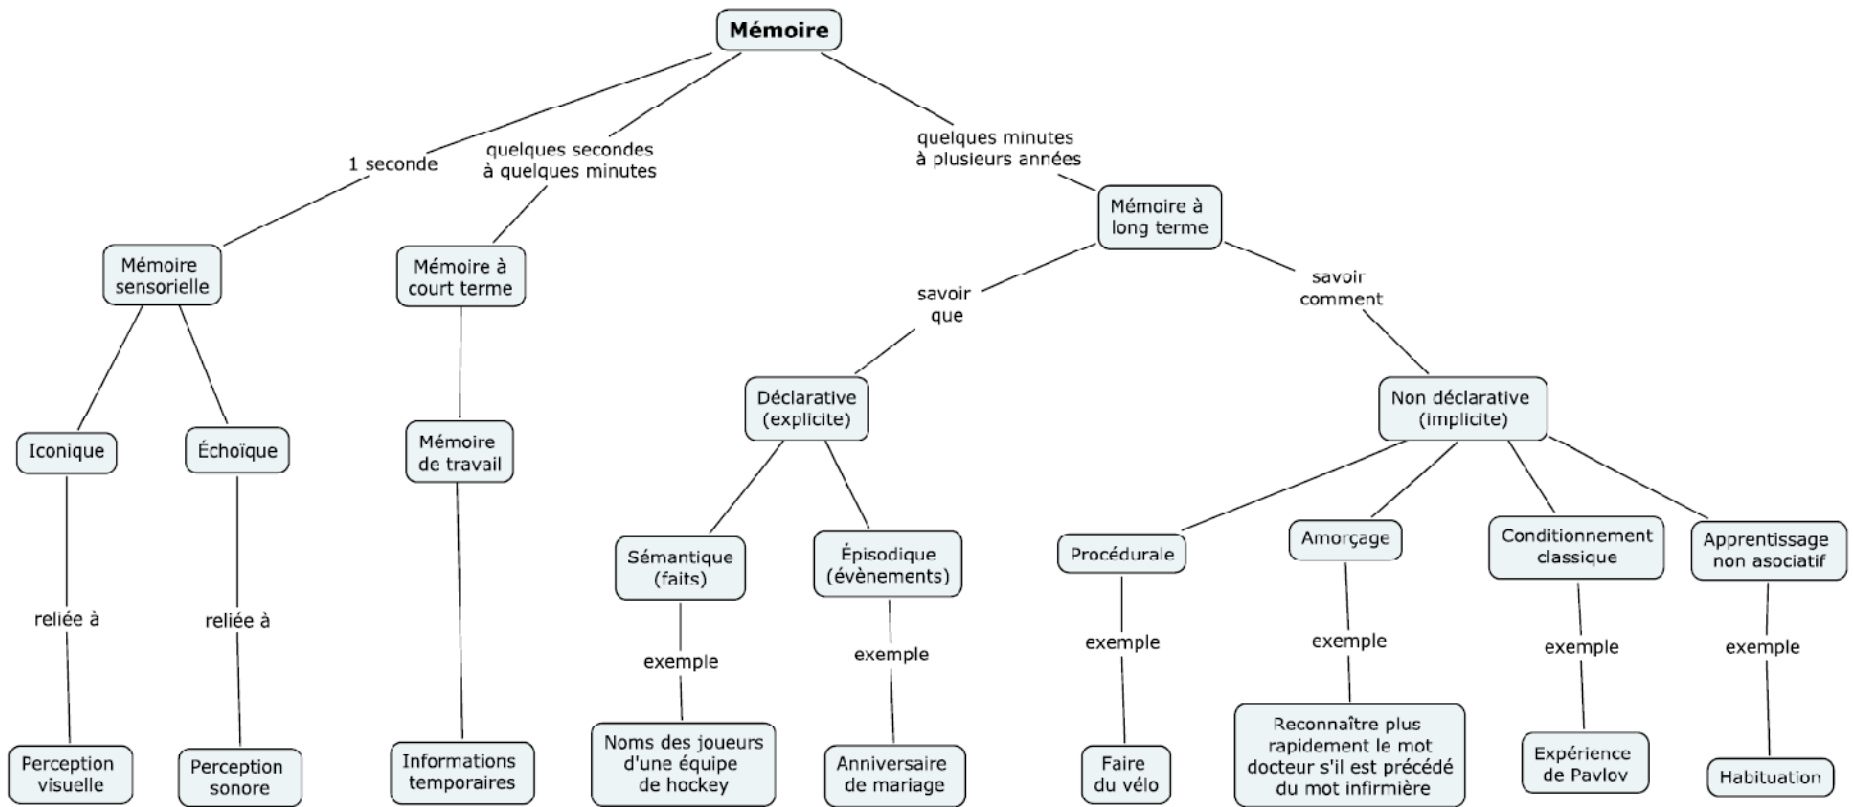 Mémoire
1 seconde
quelques secondes
à quelques minutes
quelques minutes
à plusieurs années
Mémoire à
long terme
Mémoire
sensorielle
Mémoire à
court terme
savoir
que
savoir
comment
Déclarative
(explicite)
Non déclarative
(implicite)
Iconique
Échoïque
Mémoire
de travail
Sémantique
(faits)
Épisodique
(évènements)
Procédurale
Amorçage
Conditionnement
classique
Apprentissage
non asociatif
reliée à
reliée à
exemple
exemple
exemple
exemple
exemple
exemple
Perception
visuelle
Perception
sonore
Informations
temporaires
Noms des joueurs
d'une équipe
de hockey
Anniversaire
de mariage
Faire
du vélo
Reconnaître plus
rapidement le mot
docteur s'il est précédé
du mot infirmière
Expérience
de Pavlov
Habituation